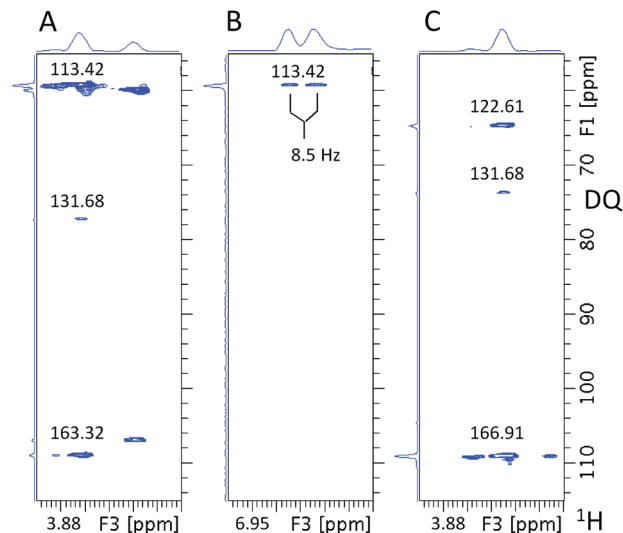 A
B
C
113.42
131.68
163.32
113.42
8.5 Hz
122.61
131.68
166.91
F1 [ppm]
70
80
90
100
110
DQ
3.88 F3 [ppm]
6.95 F3 [ppm]
3.88 F3 [ppm]
¹H